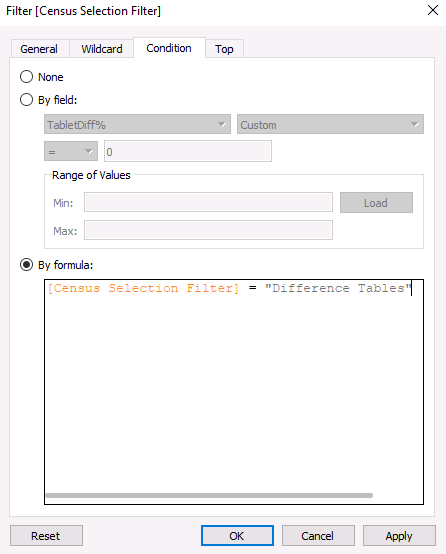 Filter [Census Selection Filter]
General Wildcard Condition Top
None
By field:
TabletDiff% Custom
= 0
Range of Values
Min: Load
Max:
By formula:
[Census Selection Filter] = "Difference Tables"
Reset OK Cancel Apply